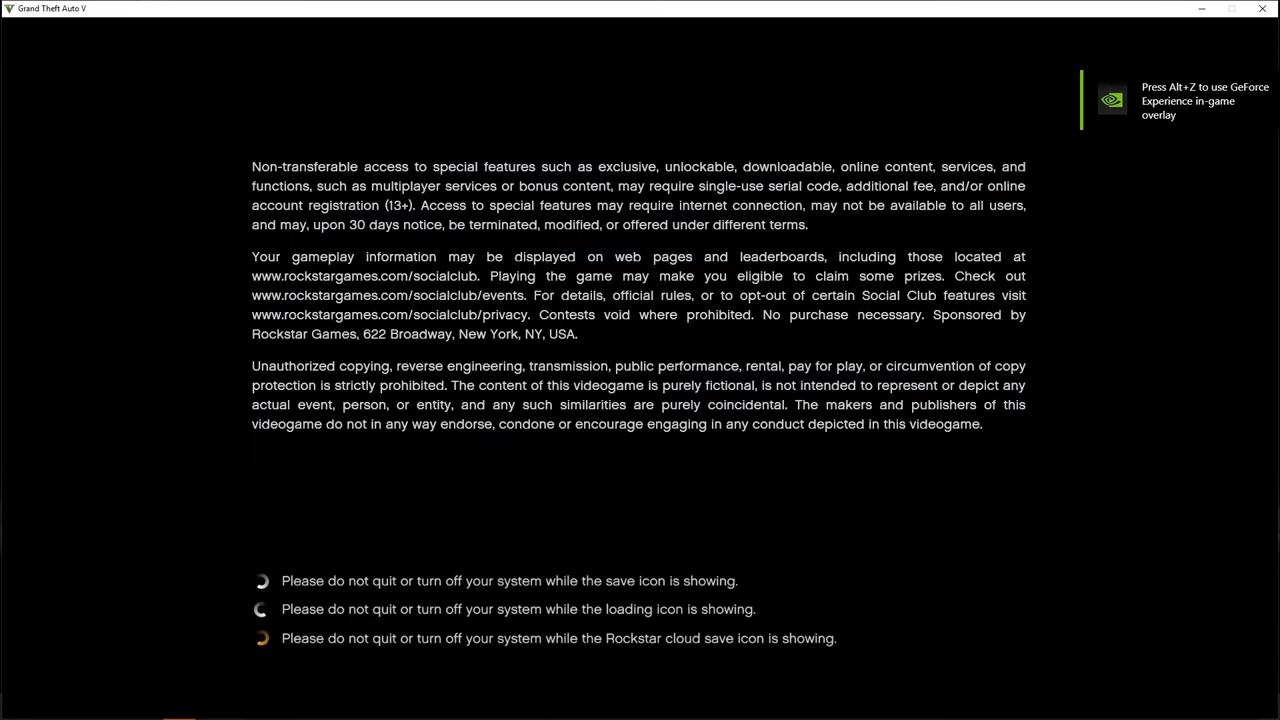 Grand Theft Auto V
Press Alt+Z to use GeForce
Experience in-game
overlay
Non-transferable access to special features such as exclusive, unlockable, downloadable, online content, services, and
functions, such as multiplayer services or bonus content, may require single-use serial code, additional fee, and/or online
account registration (13+). Access to special features may require internet connection, may not be available to all users,
and may, upon 30 days notice, be terminated, modified, or offered under different terms.
Your gameplay information may be displayed on web pages and leaderboards, including those located at
www.rockstargames.com/socialclub. Playing the game may make you eligible to claim some prizes. Check out
www.rockstargames.com/socialclub/events. For details, official rules, or to opt-out of certain Social Club features visit
www.rockstargames.com/socialclub/privacy. Contests void where prohibited. No purchase necessary. Sponsored by
Rockstar Games, 622 Broadway, New York, NY, USA.
Unauthorized copying, reverse engineering, transmission, public performance, rental, pay for play, or circumvention of copy
protection is strictly prohibited. The content of this videogame is purely fictional, is not intended to represent or depict any
actual event, person, or entity, and any such similarities are purely coincidental. The makers and publishers of this
videogame do not in any way endorse, condone or encourage engaging in any conduct depicted in this videogame.
Please do not quit or turn off your system while the save icon is showing.
Please do not quit or turn off your system while the loading icon is showing.
Please do not quit or turn off your system while the Rockstar cloud save icon is showing.